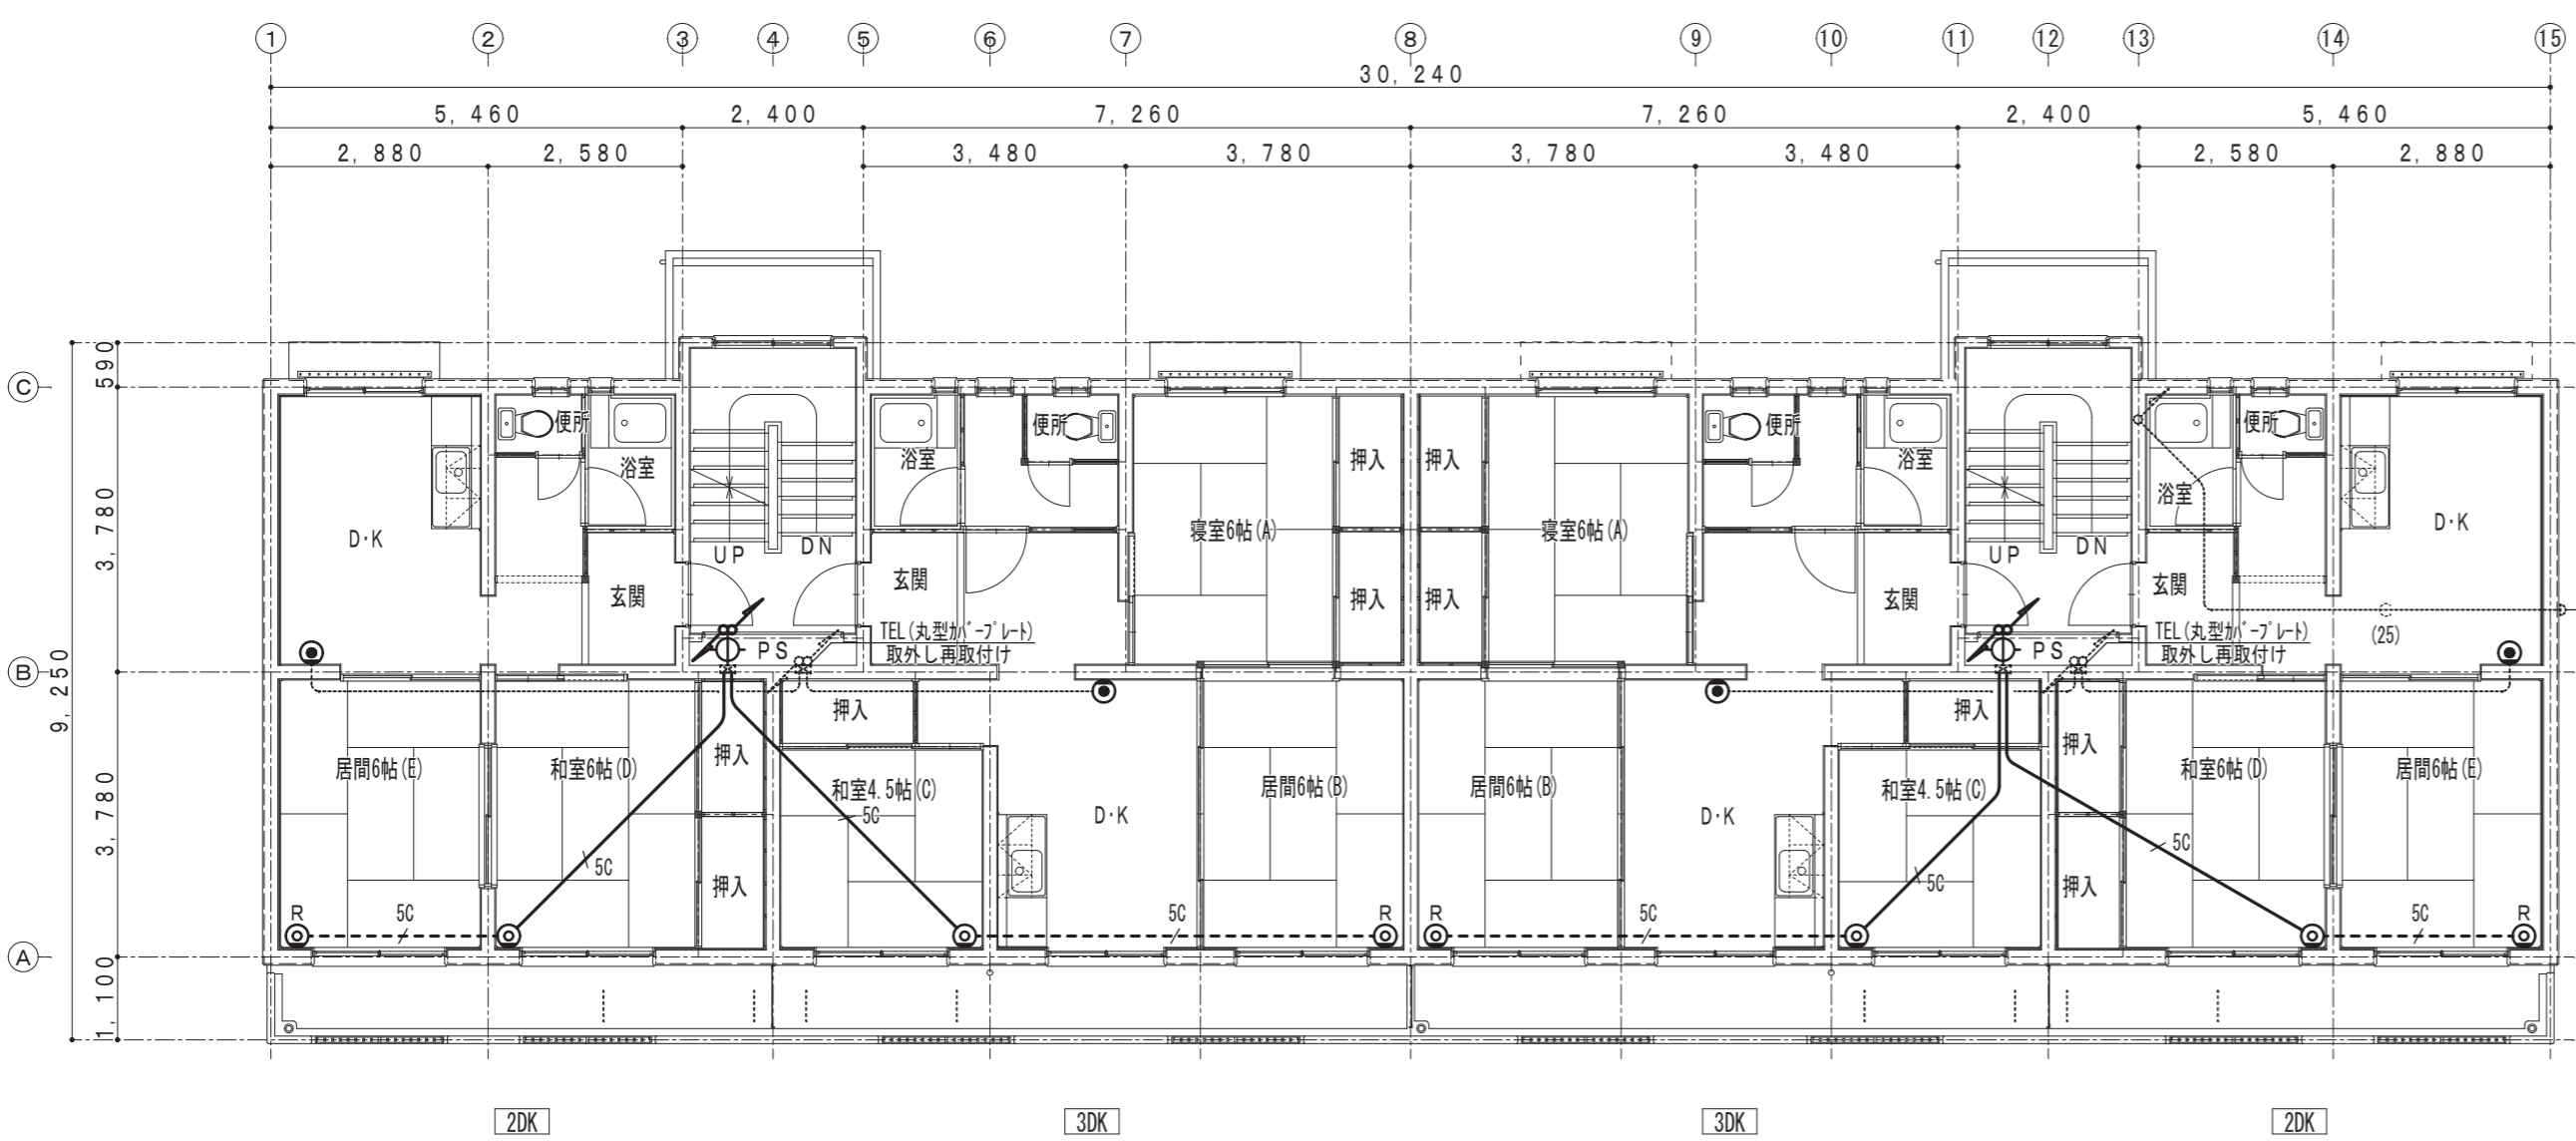 1 2 3 4 5 6 7 8 9 10 11 12 13 14 15
30,240
5,460 2,400 7,260 7,260 2,400 5,460
2,880 2,580 3,480 3,780 3,780 3,480 2,580 2,880
590
C
便所 便所 便所 便所
浴室 浴室 押入 押入 浴室 浴室
3,780
D·K 寝室6帖(A) 寝室6帖(A) D·K
UP DN UP DN
玄関 玄関 押入 押入 玄関 玄関
TEL(丸型カバープレート)
取外し再取付け
TEL(丸型カバープレート)
取外し再取付け
(25)
PS PS
B
9,250
押入 押入
3,780
居間6帖(E) 和室6帖(D) 押入 和室4.5帖(C) 居間6帖(B) 居間6帖(B) 和室4.5帖(C) 押入 和室6帖(D) 居間6帖(E)
5C D·K D·K 5C
5C 押入 5C 押入
R 5C 5C R R 5C 5C R
A
1,100
2DK 3DK 3DK 2DK